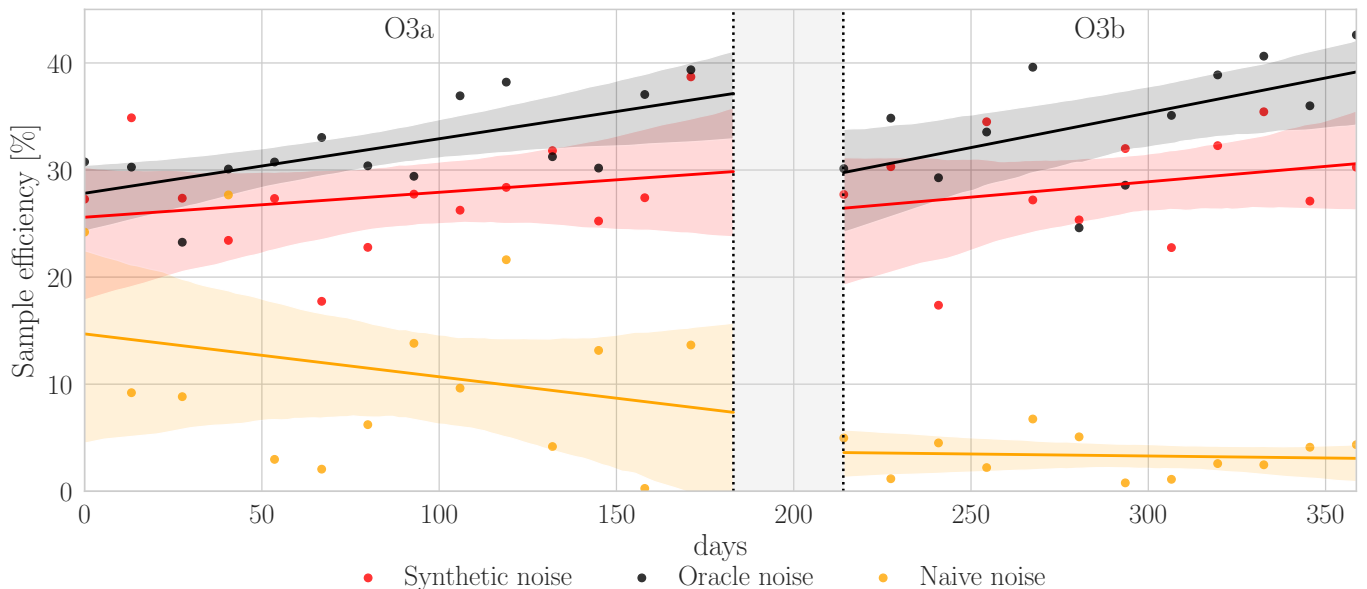 O3a
O3b
Sample efficiency [%]
40
30
20
10
0
0
50
100
150
200
250
300
350
days
Synthetic noise
Oracle noise
Naive noise